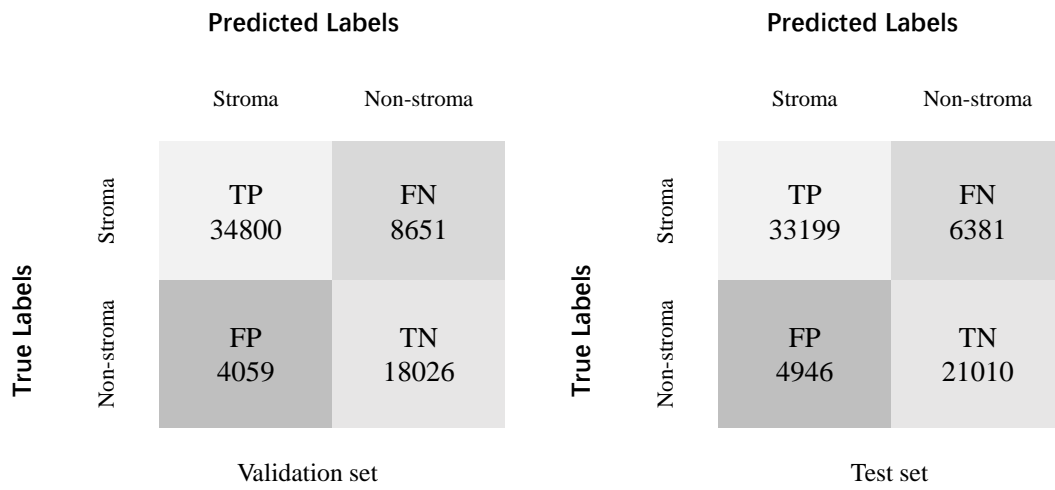 Predicted Labels
Stroma Non-stroma
True Labels
Stroma
TP
34800
FN
8651
Non-stroma
FP
4059
TN
18026
Validation set
Predicted Labels
Stroma Non-stroma
True Labels
Stroma
TP
33199
FN
6381
Non-stroma
FP
4946
TN
21010
Test set